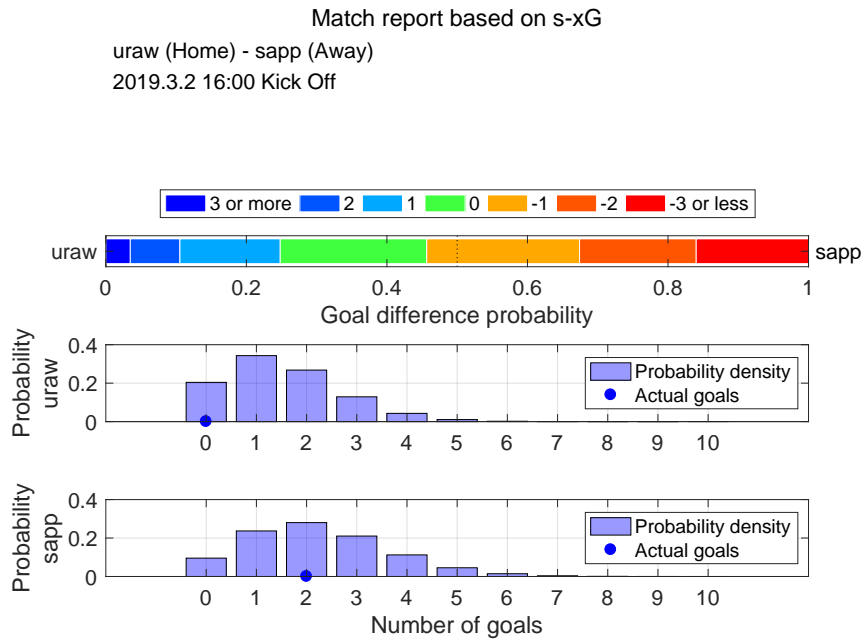 Match report based on s-xG
uraw (Home) - sapp (Away)
2019.3.2 16:00 Kick Off
3 or more 2 1 0 -1 -2 -3 or less
uraw sapp
0 0.2 0.4 0.6 0.8 1
Goal difference probability
Probability
uraw
0.4
0.2
0
Probability density
Actual goals
0 1 2 3 4 5 6 7 8 9 10
Probability
sapp
0.4
0.2
0
Probability density
Actual goals
0 1 2 3 4 5 6 7 8 9 10
Number of goals